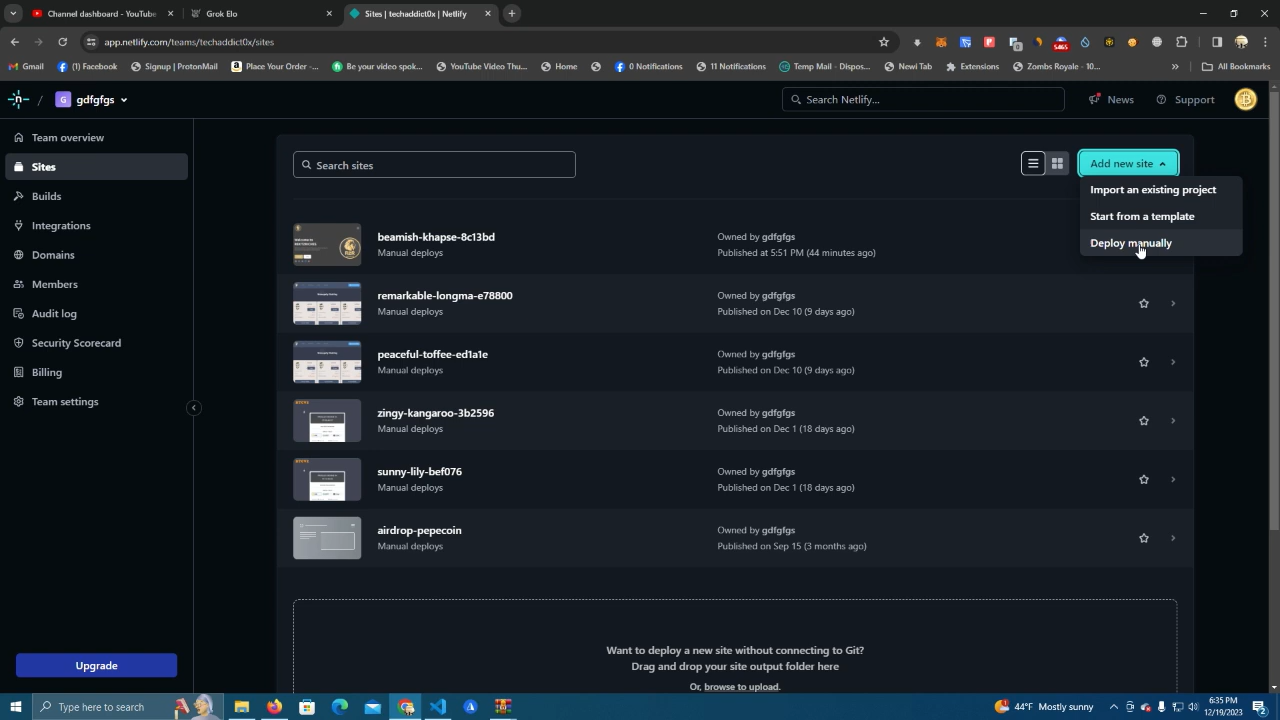 Channel dashboard - YouTube
Grok Elo
Sites | techaddict0x | Netlify
app.netlify.com/teams/techaddict0x/sites
Gmail
(1) Facebook
Signup | ProtonMail
Place Your Order -...
Be your video spok...
YouTube Video Thu...
Home
0 Notifications
11 Notifications
Temp Mail - Dispos...
Newi Tab
Extensions
Zombs Royale - 10...
All Bookmarks
/ G gdfgfgs
Search Netlify...
News
Support
Team overview
Sites
Builds
Integrations
Domains
Members
Audit log
Security Scorecard
Billing
Team settings
Upgrade
Search sites
Add new site
Import an existing project
Start from a template
Deploy manually
beamish-khapse-8c13bd
Manual deploys
Owned by gdfgfgs
Published at 5:51 PM (44 minutes ago)
remarkable-longma-e74900
Manual deploys
Owned by gdfgfgs
Published on Dec 10 (9 days ago)
peaceful-toffee-ed1a1e
Manual deploys
Owned by gdfgfgs
Published on Dec 10 (9 days ago)
zingy-kangaroo-3b2596
Manual deploys
Owned by gdfgfgs
Published on Dec 1 (18 days ago)
sunny-lily-bef076
Manual deploys
Owned by gdfgfgs
Published on Dec 1 (18 days ago)
airdrop-pepecoin
Manual deploys
Owned by gdfgfgs
Published on Sep 15 (3 months ago)
Want to deploy a new site without connecting to Git?
Drag and drop your site output folder here
Or, browse to upload.
Type here to search
44°F Mostly sunny
6:35 PM
12/19/2023